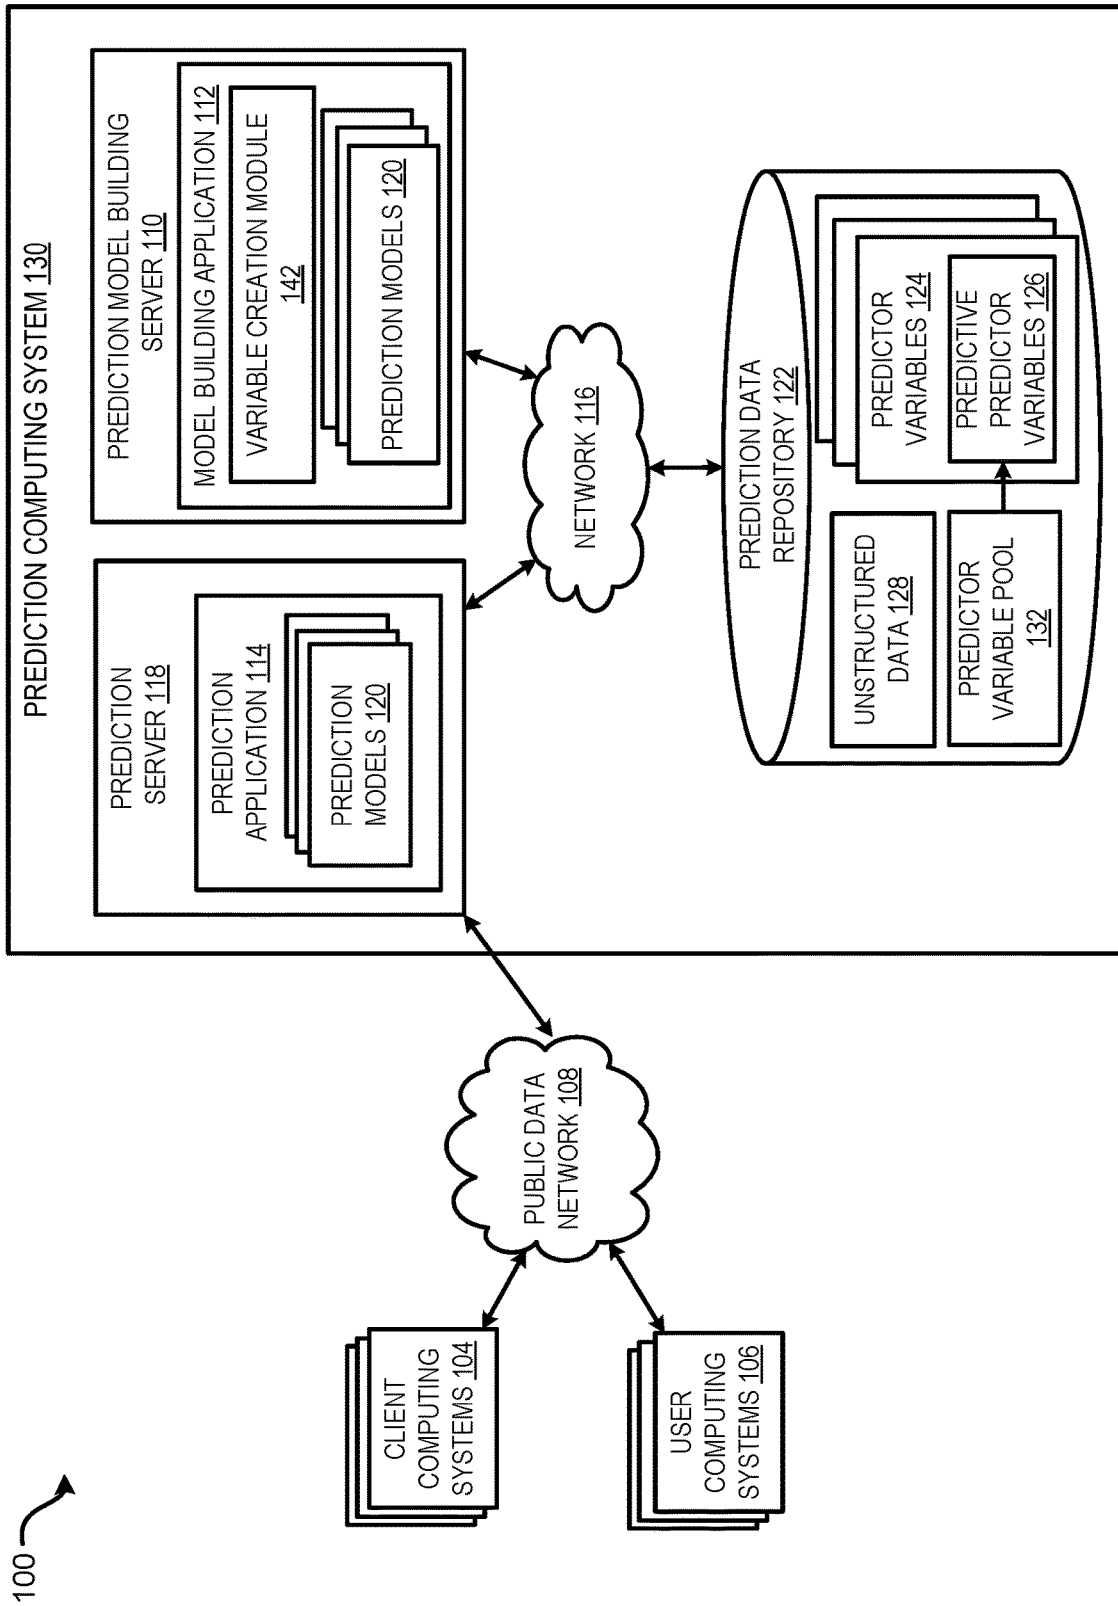 100
PREDICTION COMPUTING SYSTEM 130
PREDICTION
SERVER 118
PREDICTION
APPLICATION 114
PREDICTION
MODELS 120
PREDICTION MODEL BUILDING
SERVER 110
MODEL BUILDING APPLICATION 112
VARIABLE CREATION MODULE
142
PREDICTION MODELS 120
CLIENT
COMPUTING
SYSTEMS 104
PUBLIC DATA
NETWORK 108
NETWORK 116
USER
COMPUTING
SYSTEMS 106
PREDICTION DATA
REPOSITORY 122
UNSTRUCTURED
DATA 128
PREDICTOR
VARIABLES 124
PREDICTOR
VARIABLE POOL
132
PREDICTIVE
PREDICTOR
VARIABLES 126